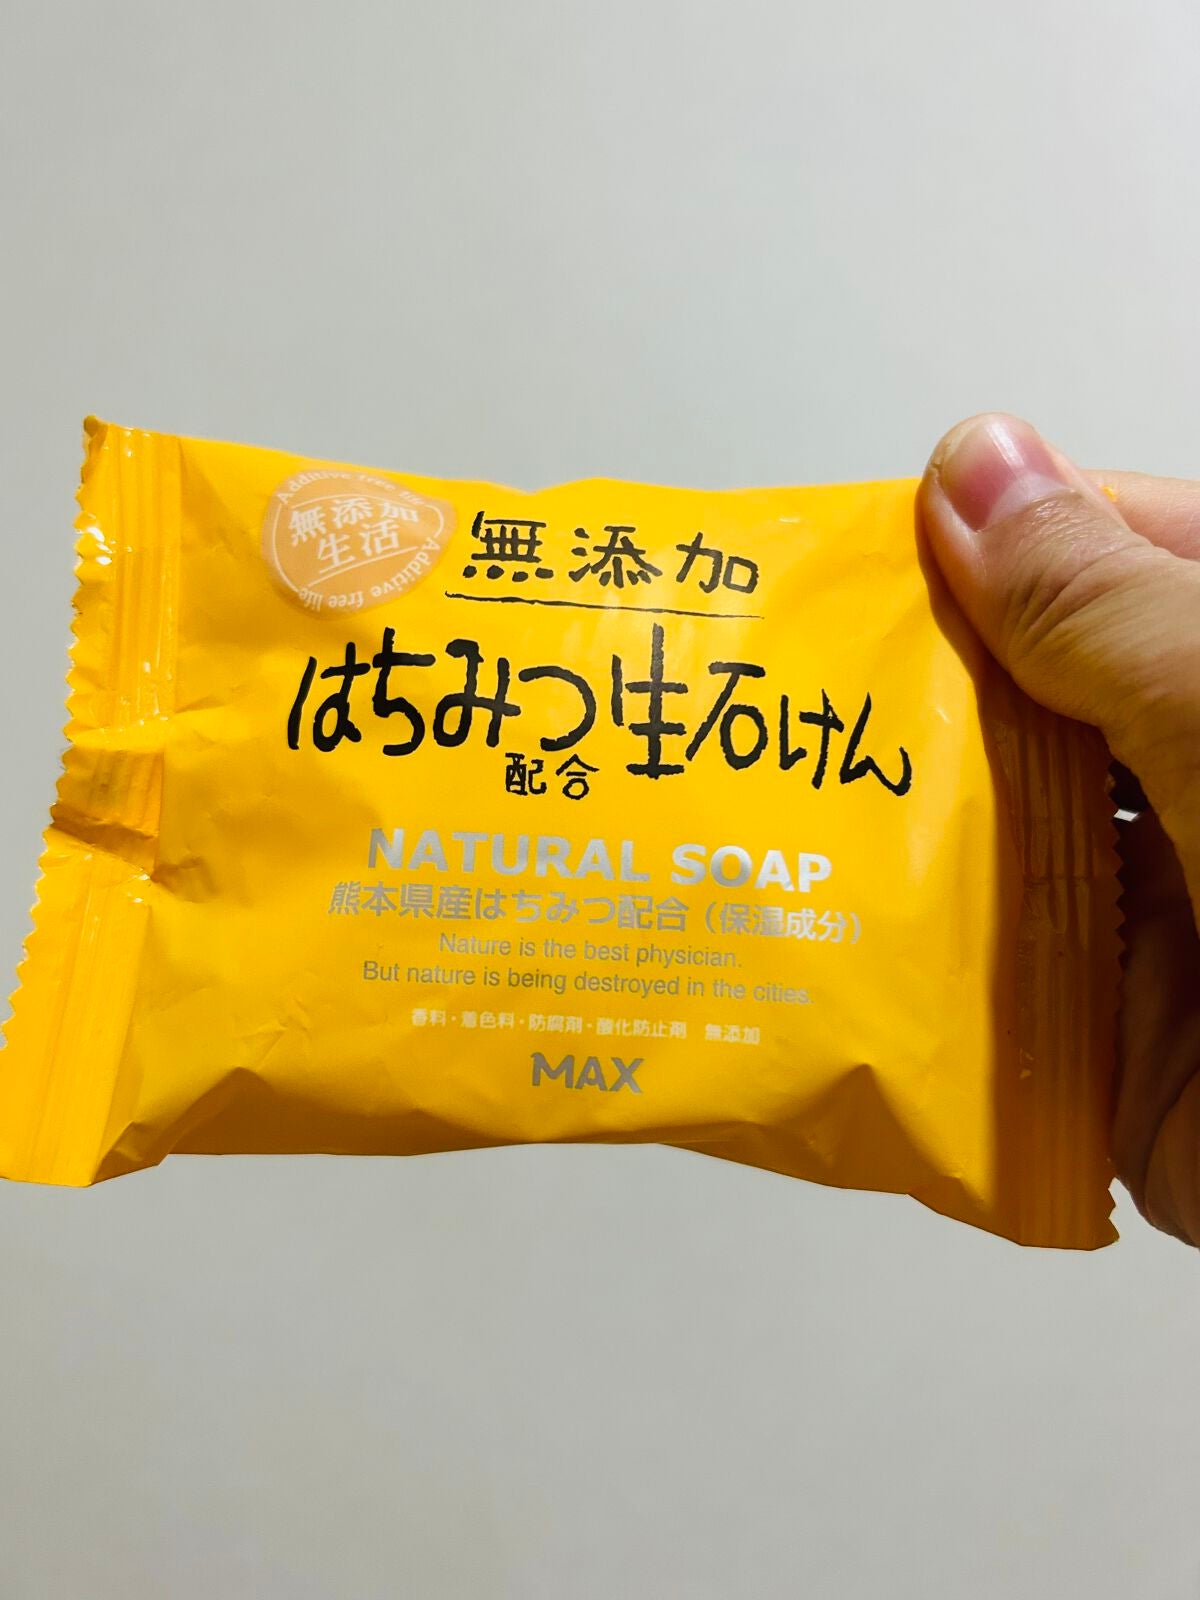 Additive free life
無添加
生活
Additive free life
無添加
はちみつ生石けん
配合
NATURAL SOAP
熊本県産はちみつ配合（保湿成分）
Nature is the best physician.
But nature is being destroyed in the cities.
香料・着色料・防腐剤・酸化防止剤 無添加
MAX